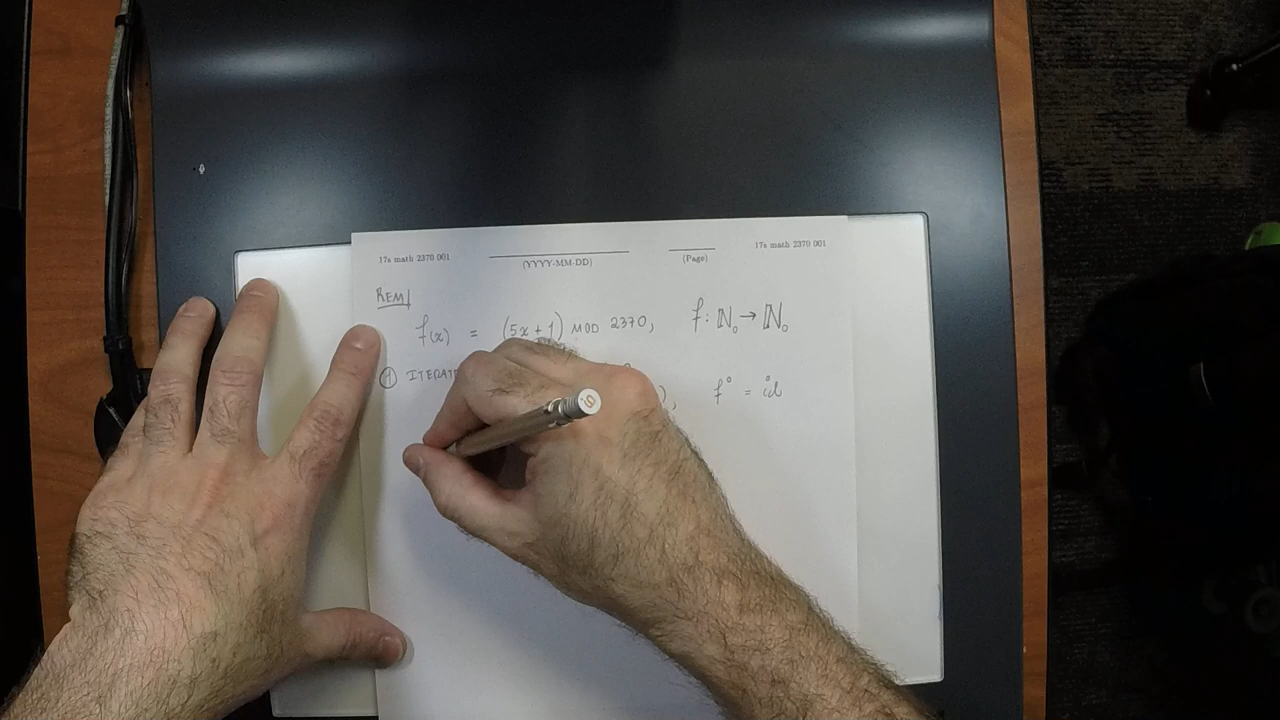 17s math 2370 001 (YYYY-MM-DD) (Page) 17s math 2370 001
REM
f(x) = (5x+1) MOD 2370, f: ℕ₀ → ℕ₀
① ITERAT
), f⁰ = id